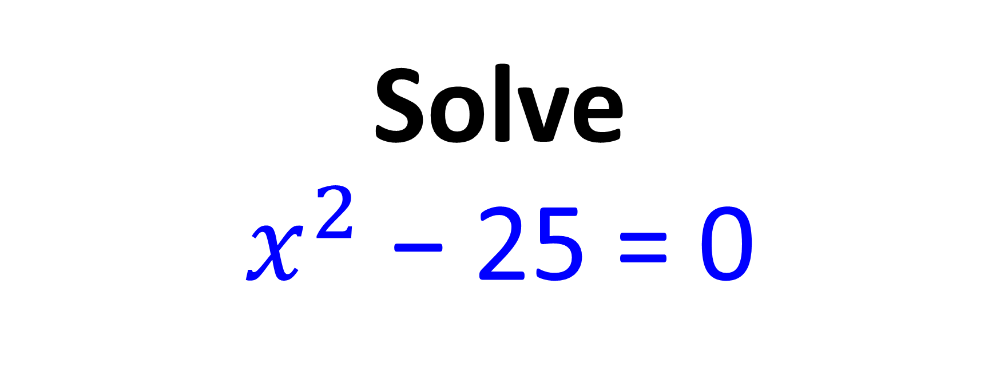 Solve
x² − 25 = 0